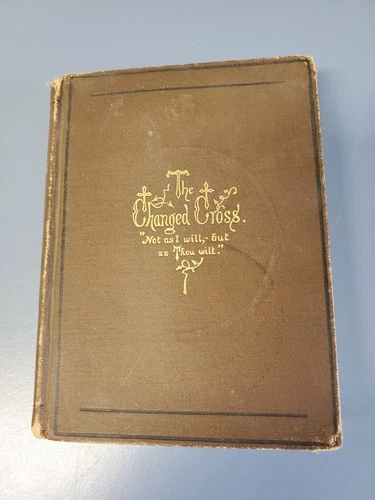 The
Changed Cross.
"Not as I will,- but
as Thou wilt."